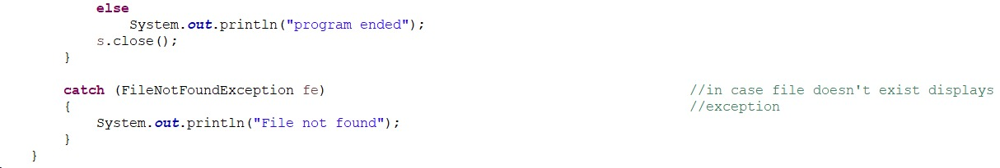 else
System.out.println("program ended");
s.close();
}
catch (FileNotFoundException fe) //in case file doesn't exist displays
{ //exception
System.out.println("File not found");
}
}